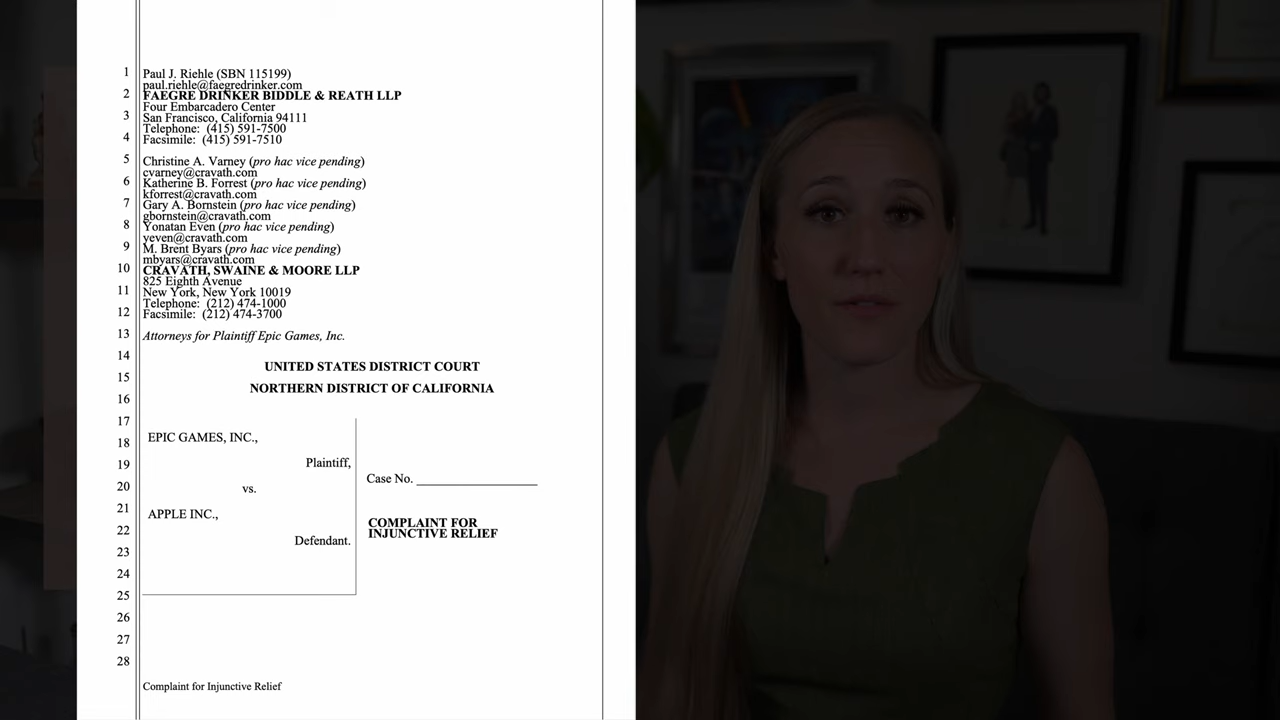 1 Paul J. Riehle (SBN 115199)
paul.riehle@faegredrinker.com
2 FAEGRE DRINKER BIDDLE & REATH LLP
Four Embarcadero Center
3 San Francisco, California 94111
Telephone: (415) 591-7500
4 Facsimile: (415) 591-7510
5 Christine A. Varney (pro hac vice pending)
cvarney@cravath.com
6 Katherine B. Forrest (pro hac vice pending)
kforrest@cravath.com
7 Gary A. Bornstein (pro hac vice pending)
gbornstein@cravath.com
8 Yonatan Even (pro hac vice pending)
yeven@cravath.com
9 M. Brent Byars (pro hac vice pending)
mbyars@cravath.com
10 CRAVATH, SWAINE & MOORE LLP
825 Eighth Avenue
11 New York, New York 10019
Telephone: (212) 474-1000
12 Facsimile: (212) 474-3700
13 Attorneys for Plaintiff Epic Games, Inc.
14
UNITED STATES DISTRICT COURT
15
NORTHERN DISTRICT OF CALIFORNIA
16
17
EPIC GAMES, INC.,
18
19 Plaintiff,
Case No.
20 vs.
21 APPLE INC.,
COMPLAINT FOR
22 INJUNCTIVE RELIEF
Defendant.
23
24
25
26
27
28
Complaint for Injunctive Relief